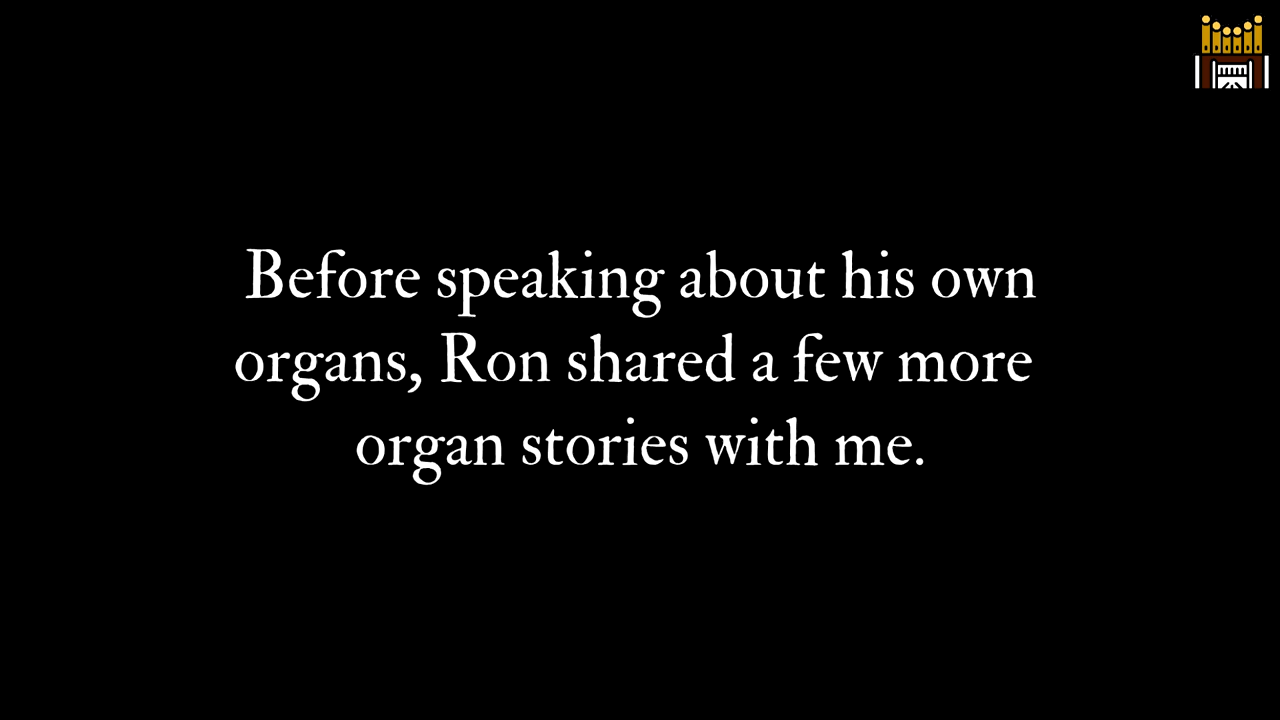 Before speaking about his own
organs, Ron shared a few more
organ stories with me.